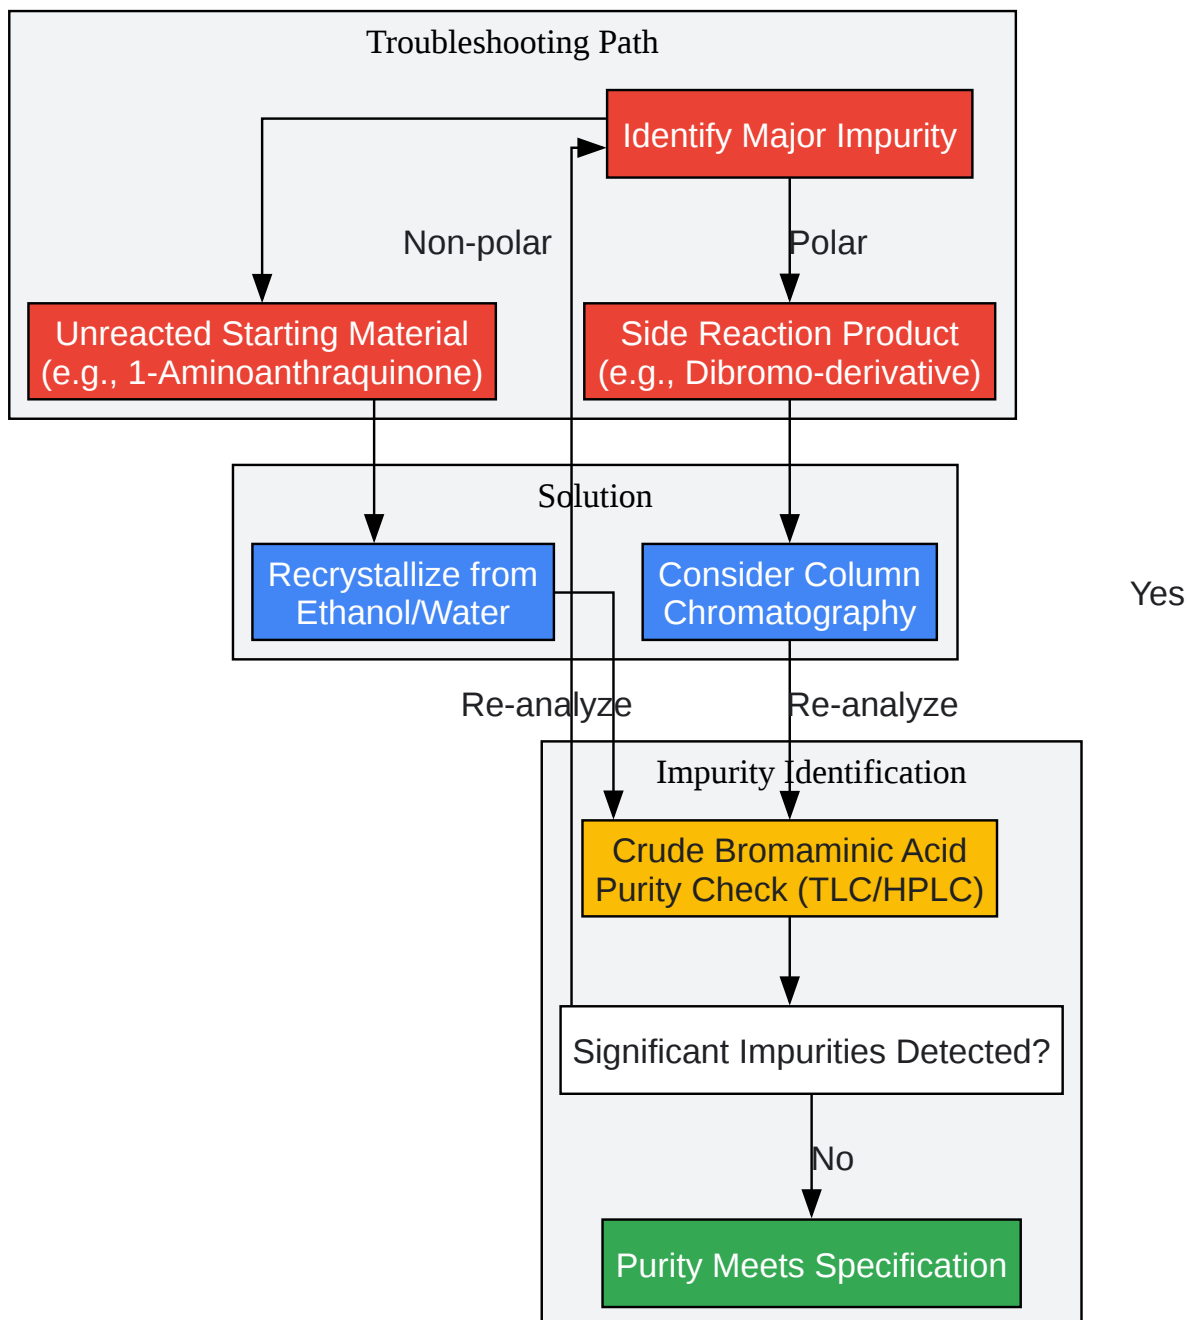 Troubleshooting Path
Identify Major Impurity
Non-polar
Polar
Unreacted Starting Material
(e.g., 1-Aminoanthraquinone)
Side Reaction Product
(e.g., Dibromo-derivative)
Solution
Recrystallize from
Ethanol/Water
Consider Column
Chromatography
Yes
Re-analyze
Re-analyze
Impurity Identification
Crude Bromaminic Acid
Purity Check (TLC/HPLC)
Significant Impurities Detected?
No
Purity Meets Specification